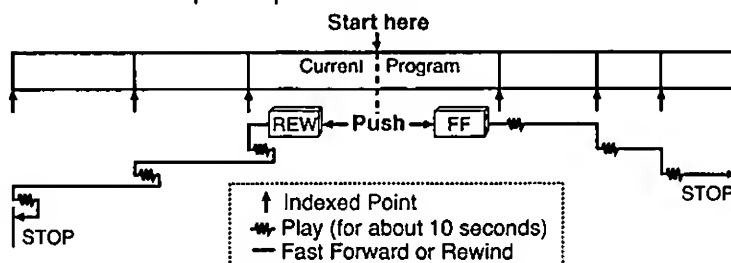 Start here
Current Program
REW Push FF
STOP
STOP
Indexed Point
Play (for about 10 seconds)
Fast Forward or Rewind